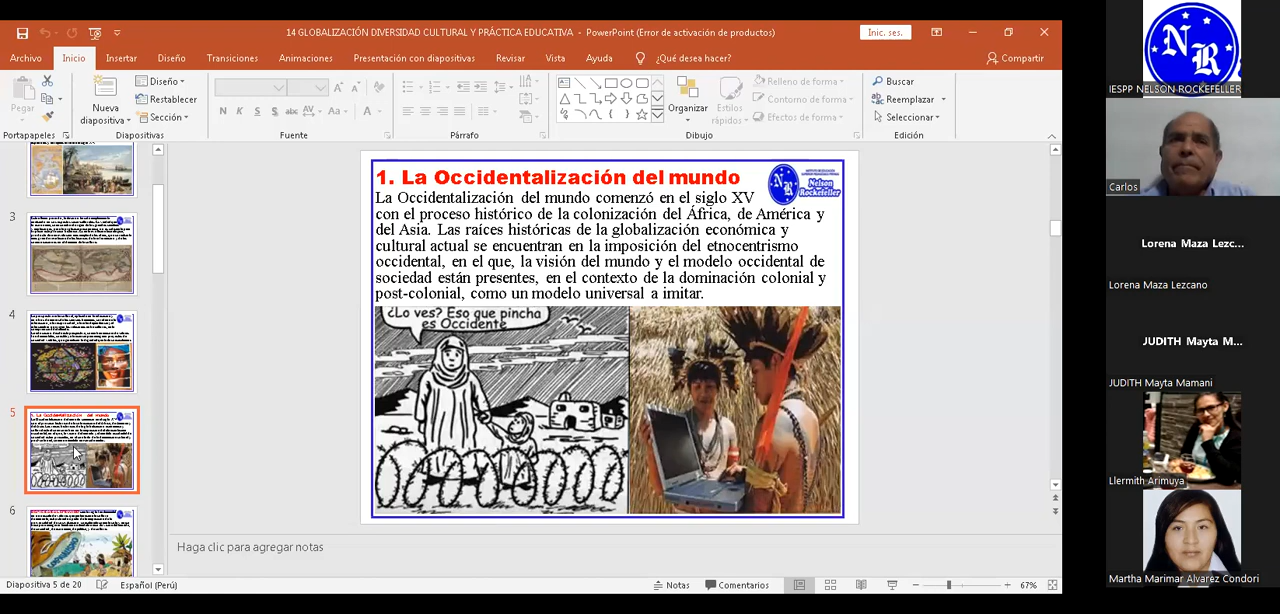 14 GLOBALIZACIÓN DIVERSIDAD CULTURAL Y PRÁCTICA EDUCATIVA - PowerPoint (Error de activación de productos)
Inic. ses.
Archivo Inicio Insertar Diseño Transiciones Animaciones Presentación con diapositivas Revisar Vista Ayuda ¿Qué desea hacer? Compartir
Pegar
Nueva diapositiva
Diseño
Restablecer
Sección
N K S S abc AV Aa A
Organizar
Estilos rápidos
Relleno de forma
Contorno de forma
Efectos de forma
Buscar
Reemplazar
Seleccionar
Portapapeles Diapositivas Fuente Párrafo Dibujo Edición
3
4
5
6
1. La Occidentalización del mundo
Nelson Rockefeller
NR
La Occidentalización del mundo comenzó en el siglo XV
con el proceso histórico de la colonización del África, de América y
del Asia. Las raíces históricas de la globalización económica y
cultural actual se encuentran en la imposición del etnocentrismo
occidental, en el que, la visión del mundo y el modelo occidental de
sociedad están presentes, en el contexto de la dominación colonial y
post-colonial, como un modelo universal a imitar.
¿Lo ves? Eso que pincha
es Occidente
Haga clic para agregar notas
Diapositiva 5 de 20 Español (Perú) Notas Comentarios 67%
NR
IESPP NELSON ROCKEFELLER
Carlos
Lorena Maza Lezc...
Lorena Maza Lezcano
JUDITH Mayta M...
JUDITH Mayta Mamani
Llermith Arimuya
Martha Marimar Alvarez Condori